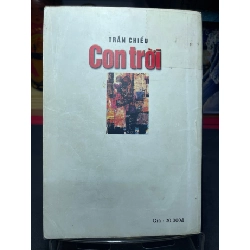 TRẦN CHIẾN
Con trời